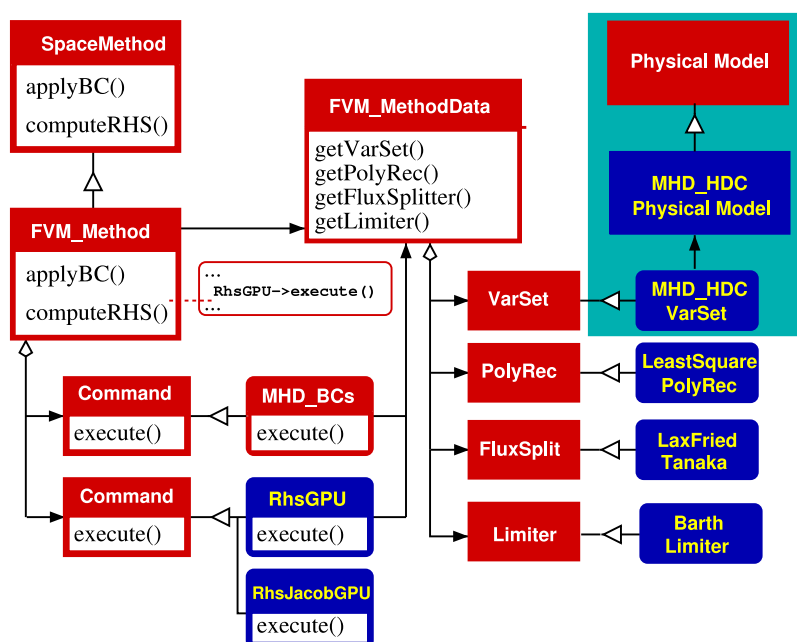 SpaceMethod
applyBC()
computeRHS()
FVM_Method
applyBC()
computeRHS()
...
RhsGPU->execute()
...
FVM_MethodData
getVarSet()
getPolyRec()
getFluxSplitter()
getLimiter()
Physical Model
MHD_HDC
Physical Model
VarSet
MHD_HDC
VarSet
PolyRec
LeastSquare
PolyRec
FluxSplit
LaxFried
Tanaka
Limiter
Barth
Limiter
Command
execute()
MHD_BCs
execute()
Command
execute()
RhsGPU
execute()
RhsJacobGPU
execute()